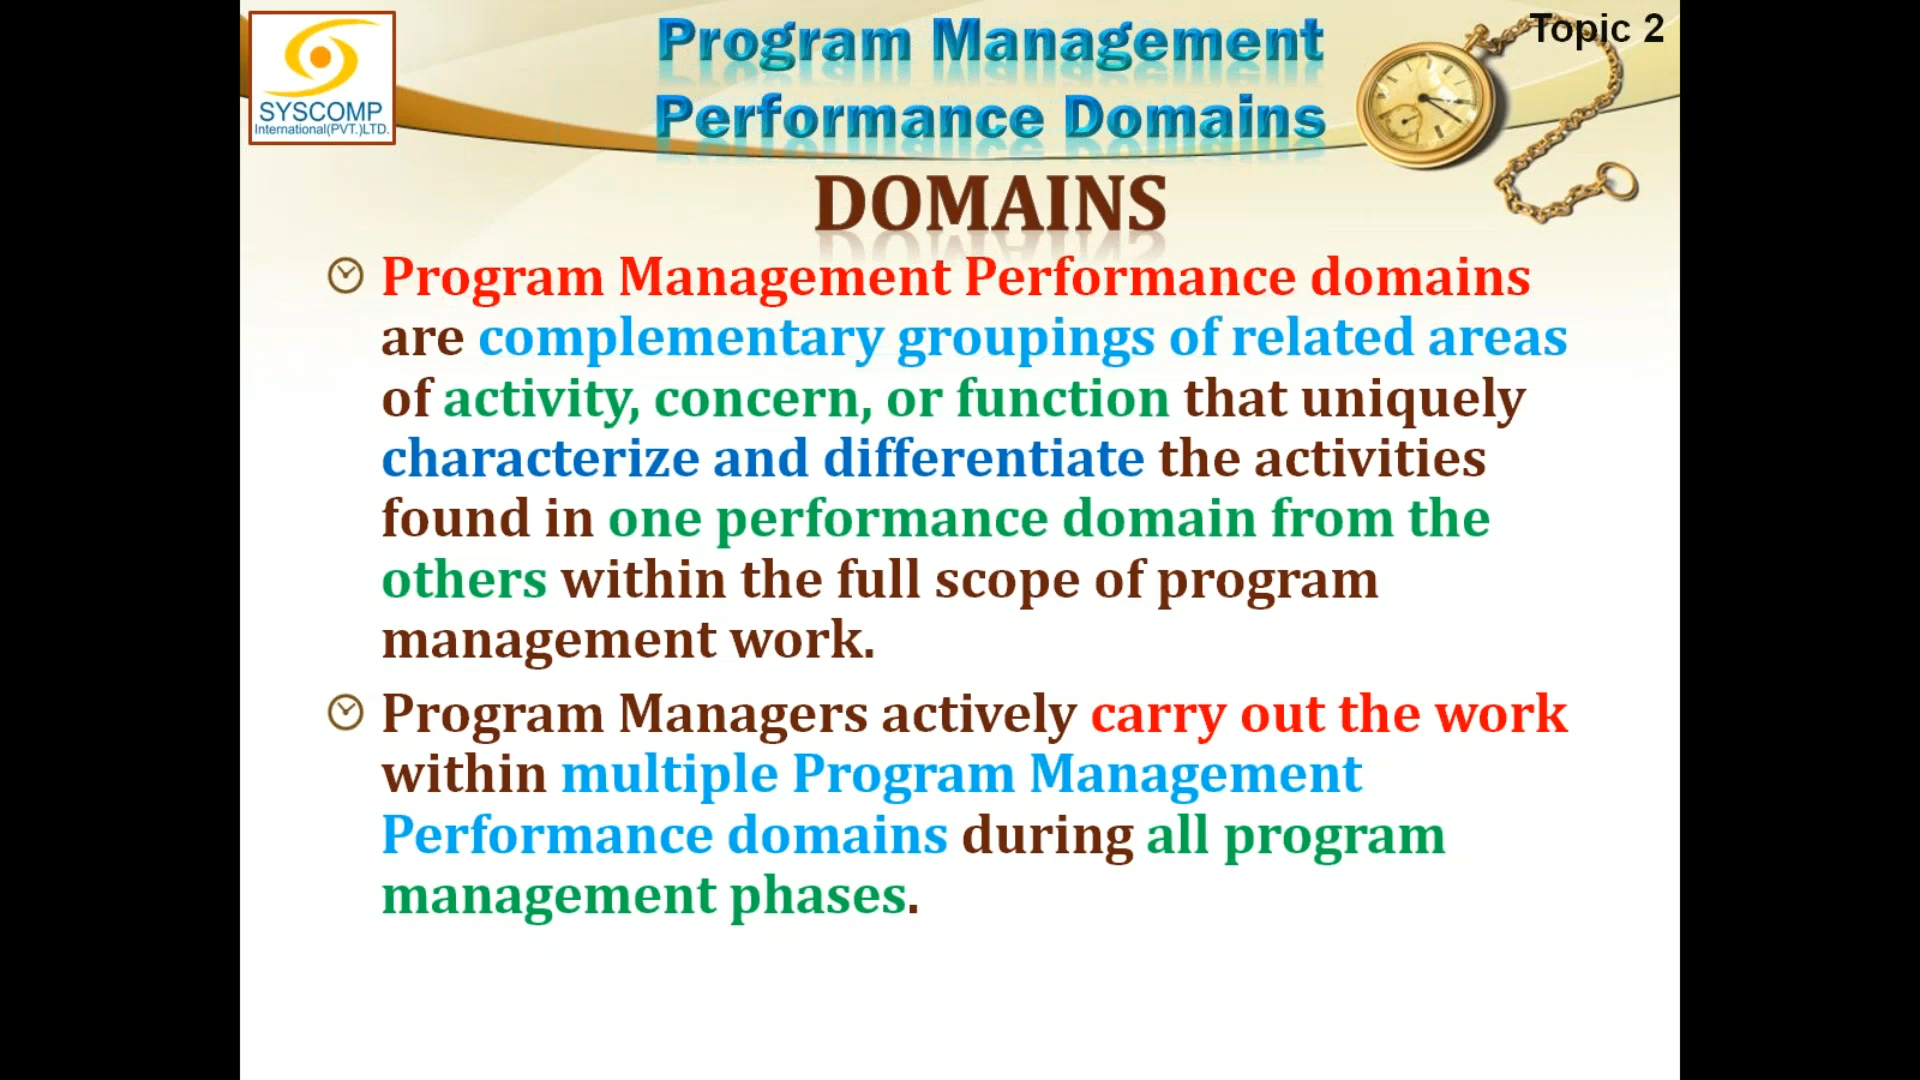 Topic 2
SYSCOMP
International(PVT.)LTD.
Program Management
Performance Domains
DOMAINS
Program Management Performance domains
are complementary groupings of related areas
of activity, concern, or function that uniquely
characterize and differentiate the activities
found in one performance domain from the
others within the full scope of program
management work.
Program Managers actively carry out the work
within multiple Program Management
Performance domains during all program
management phases.